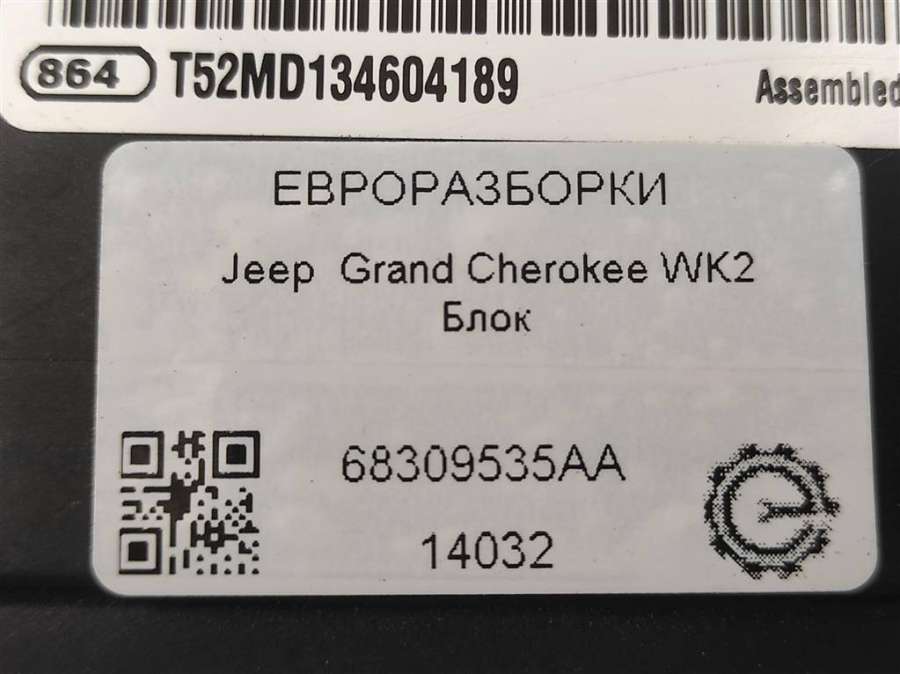 864 T52MD134604189
Assembled
ЕВРОРАЗБОРКИ
Jeep Grand Cherokee WK2
Блок
68309535AA
14032